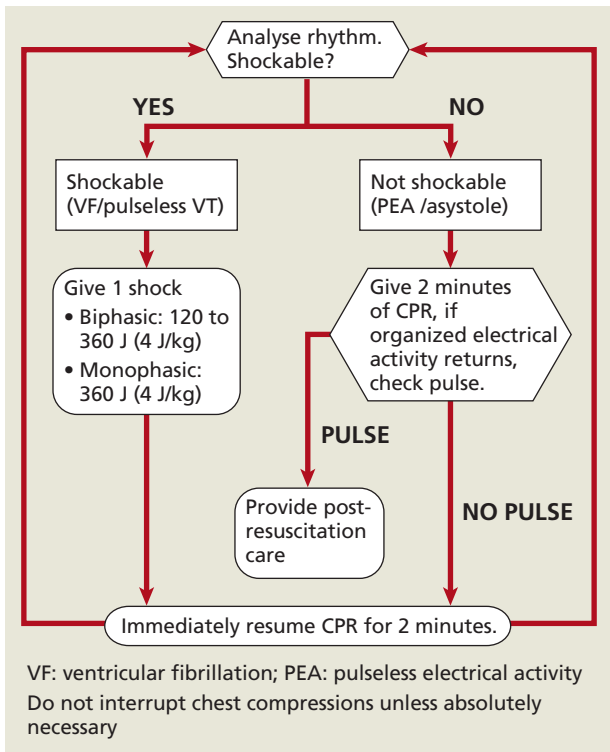 Analyse rhythm.
Shockable?
YES
NO
Shockable
(VF/pulseless VT)
Not shockable
(PEA /asystole)
Give 1 shock
• Biphasic: 120 to
360 J (4 J/kg)
• Monophasic:
360 J (4 J/kg)
Give 2 minutes
of CPR, if
organized electrical
activity returns,
check pulse.
PULSE
Provide post-
resuscitation
care
NO PULSE
Immediately resume CPR for 2 minutes.
VF: ventricular fibrillation; PEA: pulseless electrical activity
Do not interrupt chest compressions unless absolutely
necessary